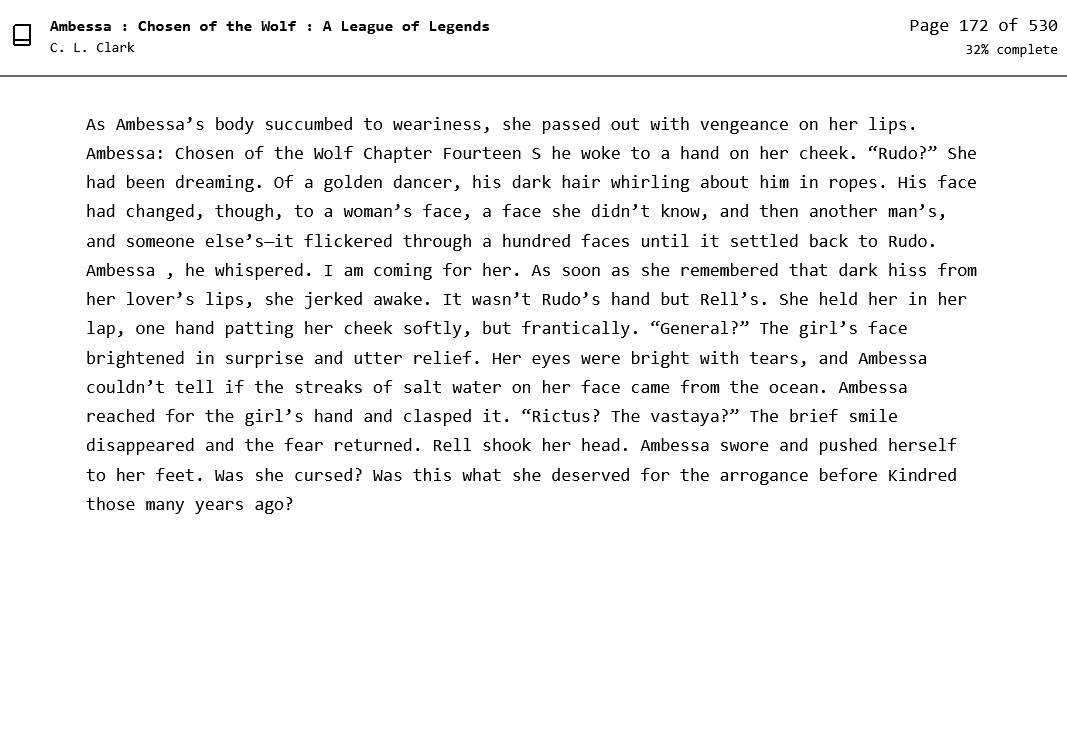 Ambessa : Chosen of the Wolf : A League of Legends
C. L. Clark
Page 172 of 530
32% complete
As Ambessa’s body succumbed to weariness, she passed out with vengeance on her lips.
Ambessa: Chosen of the Wolf Chapter Fourteen S he woke to a hand on her cheek. “Rudo?” She
had been dreaming. Of a golden dancer, his dark hair whirling about him in ropes. His face
had changed, though, to a woman’s face, a face she didn’t know, and then another man’s,
and someone else’s—it flickered through a hundred faces until it settled back to Rudo.
Ambessa , he whispered. I am coming for her. As soon as she remembered that dark hiss from
her lover’s lips, she jerked awake. It wasn’t Rudo’s hand but Rell’s. She held her in her
lap, one hand patting her cheek softly, but frantically. “General?” The girl’s face
brightened in surprise and utter relief. Her eyes were bright with tears, and Ambessa
couldn’t tell if the streaks of salt water on her face came from the ocean. Ambessa
reached for the girl’s hand and clasped it. “Rictus? The vastaya?” The brief smile
disappeared and the fear returned. Rell shook her head. Ambessa swore and pushed herself
to her feet. Was she cursed? Was this what she deserved for the arrogance before Kindred
those many years ago?